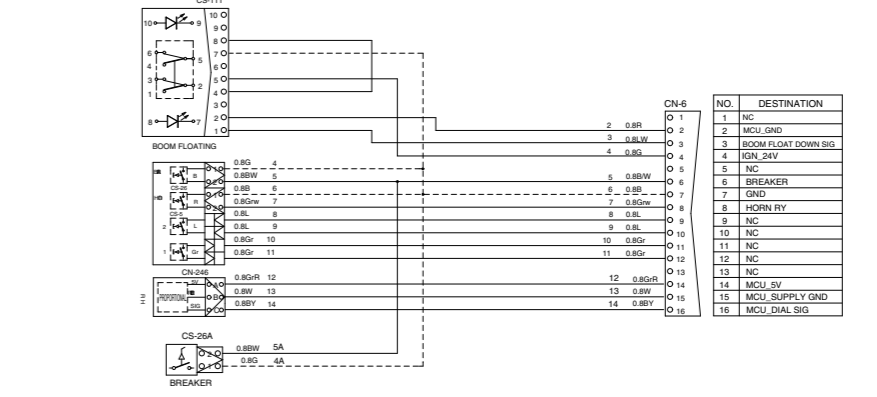 CS-111
10 9
10
9
8
7
6
5
4
3
2
1
6
4
3
1
5
2
8 7
BOOM FLOATING
0.8G 4
0.8BW 5
0.8B 6
0.8Grw 7
0.8L 8
0.8L 9
0.8Gr 10
0.8Gr 11
B
CS-26
R
CS-5
2 L
1 Gr
1
2
1
2
CN-246
5V A
PROPORTIONAL B
SIG C
0.8GrR 12
0.8W 13
0.8BY 14
CS-26A
2
1
0.8BW 5A
0.8G 4A
BREAKER
2 0.8R
3 0.8LW
4 0.8G
5 0.8B/W
6 0.8B
7 0.8Grw
8 0.8L
9 0.8L
10 0.8Gr
11 0.8Gr
12 0.8GrR
13 0.8W
14 0.8BY
CN-6
1
2
3
4
5
6
7
8
9
10
11
12
13
14
15
16
NO. DESTINATION
1 NC
2 MCU_GND
3 BOOM FLOAT DOWN SIG
4 IGN_24V
5 NC
6 BREAKER
7 GND
8 HORN RY
9 NC
10 NC
11 NC
12 NC
13 NC
14 MCU_5V
15 MCU_SUPPLY GND
16 MCU_DIAL SIG